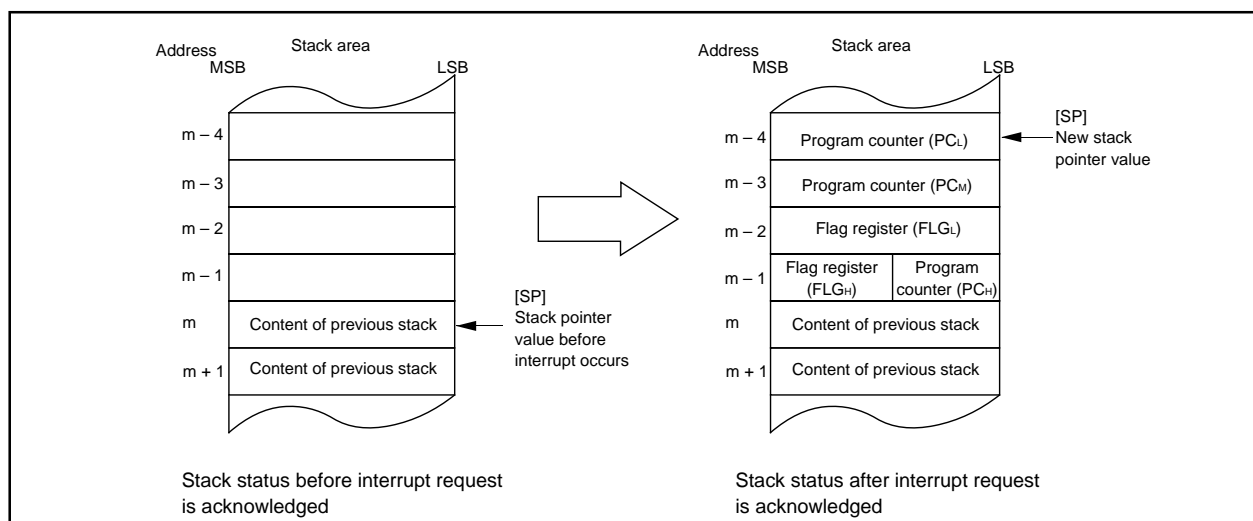 Address
Stack area
MSB
LSB
m – 4
m – 3
m – 2
m – 1
m
Content of previous stack
m + 1
Content of previous stack
[SP]
Stack pointer
value before
interrupt occurs
Stack status before interrupt request
is acknowledged
Address
Stack area
MSB
LSB
m – 4
Program counter (PCL)
m – 3
Program counter (PCM)
m – 2
Flag register (FLGL)
m – 1
Flag register
(FLGH)
Program
counter (PCH)
m
Content of previous stack
m + 1
Content of previous stack
[SP]
New stack
pointer value
Stack status after interrupt request
is acknowledged